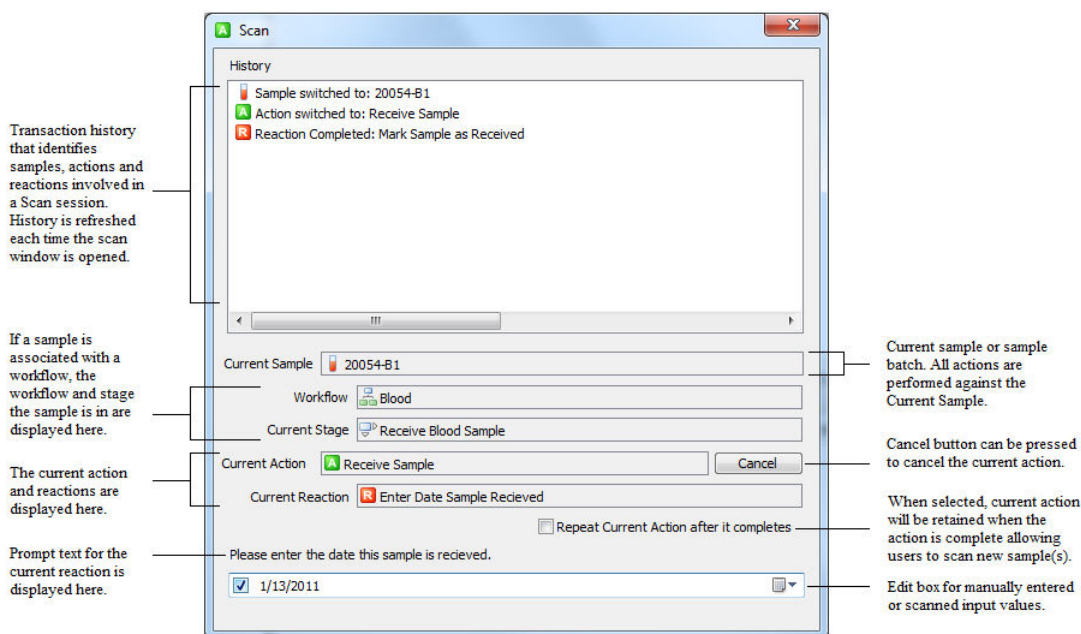 Scan
History
Sample switched to: 20054-B1
A Action switched to: Receive Sample
R Reaction Completed: Mark Sample as Received
Transaction history
that identifies
samples, actions and
reactions involved in
a Scan session.
History is refreshed
each time the scan
window is opened.
If a sample is
associated with a
workflow, the
workflow and stage
the sample is in are
displayed here.
The current action
and reactions are
displayed here.
Prompt text for the
current reaction is
displayed here.
Current Sample 20054-B1
Workflow Blood
Current Stage Receive Blood Sample
Current Action A Receive Sample Cancel
Current Reaction R Enter Date Sample Recieved
Repeat Current Action after it completes
Please enter the date this sample is recieved.
1/13/2011
Current sample or sample
batch. All actions are
performed against the
Current Sample.
Cancel button can be pressed
to cancel the current action.
When selected, current action
will be retained when the
action is complete allowing
users to scan new sample(s).
Edit box for manually entered
or scanned input values.